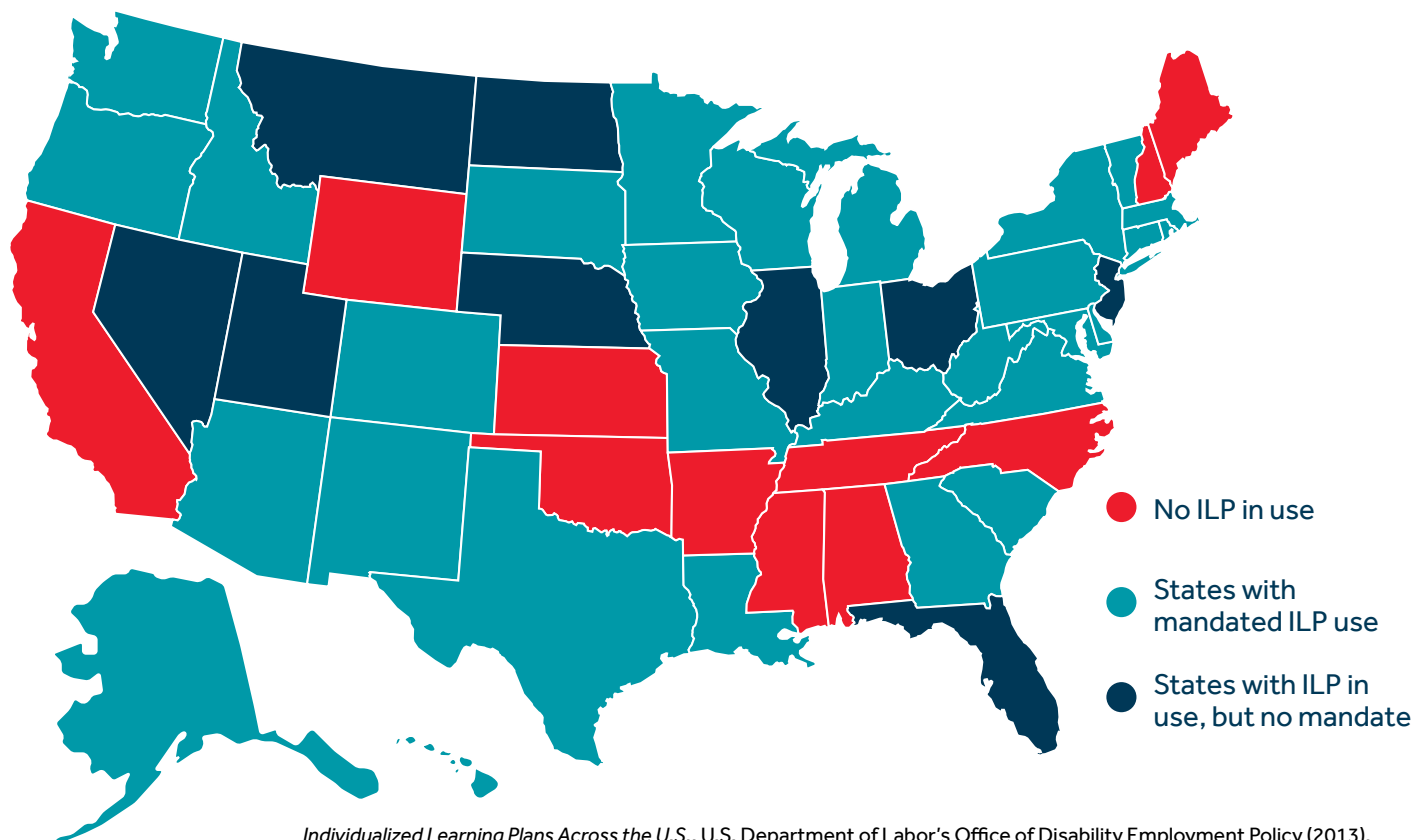 No ILP in use
States with
mandated ILP use
States with ILP in
use, but no mandate
Individualized Learning Plans Across the U.S., U.S. Department of Labor's Office of Disability Employment Policy (2013).